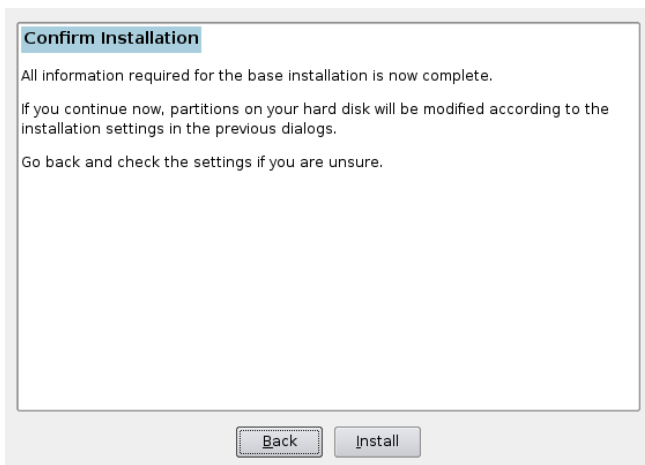 Confirm Installation
All information required for the base installation is now complete.
If you continue now, partitions on your hard disk will be modified according to the
installation settings in the previous dialogs.
Go back and check the settings if you are unsure.
Back Install